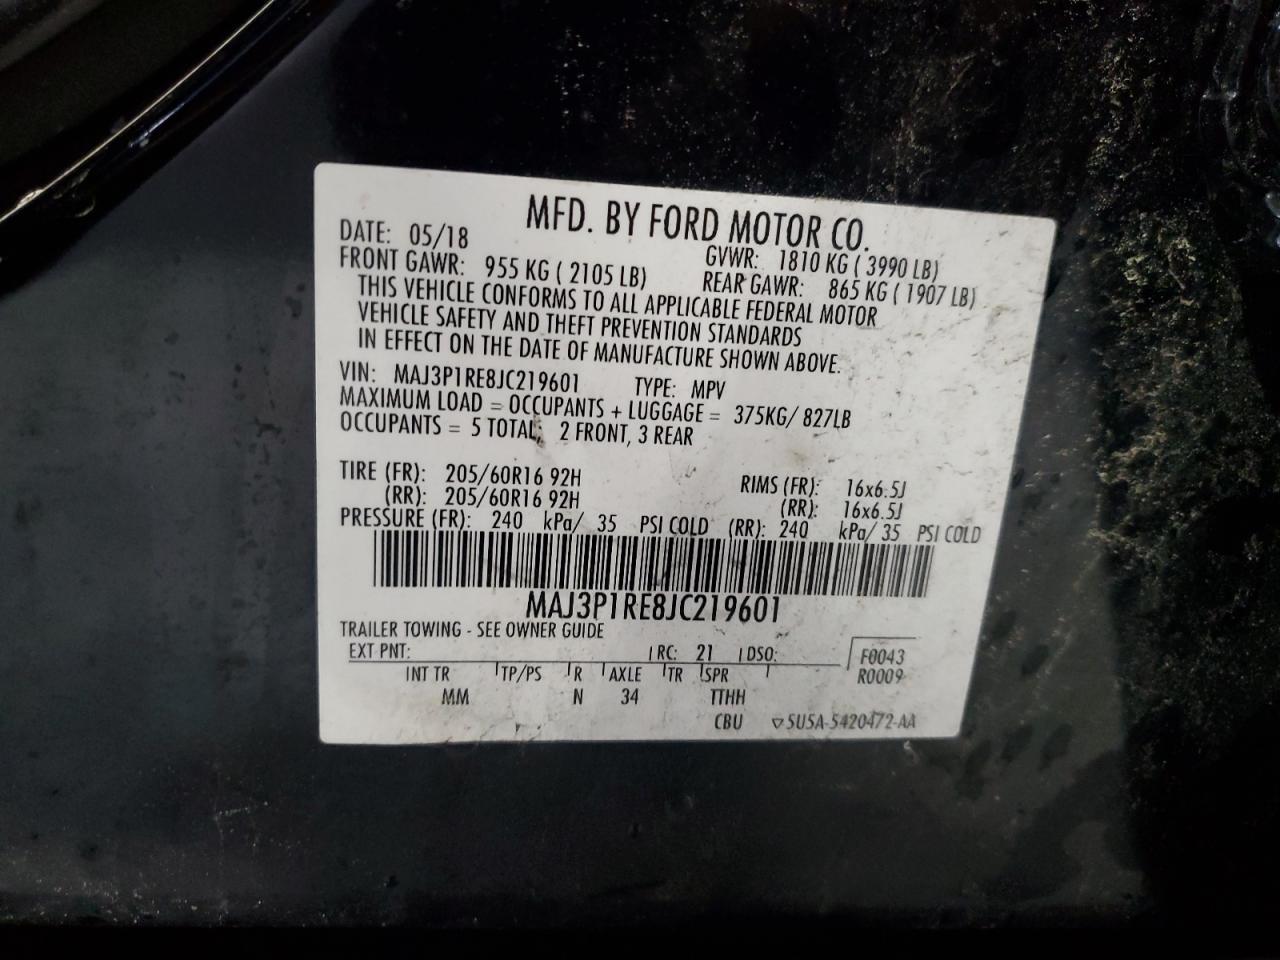 MFD. BY FORD MOTOR CO.
DATE: 05/18 GVWR: 1810 KG ( 3990 LB)
FRONT GAWR: 955 KG ( 2105 LB) REAR GAWR: 865 KG ( 1907 LB)
THIS VEHICLE CONFORMS TO ALL APPLICABLE FEDERAL MOTOR
VEHICLE SAFETY AND THEFT PREVENTION STANDARDS
IN EFFECT ON THE DATE OF MANUFACTURE SHOWN ABOVE.
VIN: MAJ3P1RE8JC219601 TYPE: MPV
MAXIMUM LOAD = OCCUPANTS + LUGGAGE = 375KG/ 827LB
OCCUPANTS = 5 TOTAL, 2 FRONT, 3 REAR
TIRE (FR): 205/60R16 92H RIMS (FR): 16x6.5J
(RR): 205/60R16 92H (RR): 16x6.5J
PRESSURE (FR): 240 kPa/ 35 PSI COLD (RR): 240 kPa/ 35 PSI COLD
MAJ3P1RE8JC219601
TRAILER TOWING - SEE OWNER GUIDE
EXT PNT: RC: 21 DSO: F0043
INT TR TP/PS R AXLE TR SPR R0009
MM N 34 TTHH
CBU ▽5U5A-5420472-AA